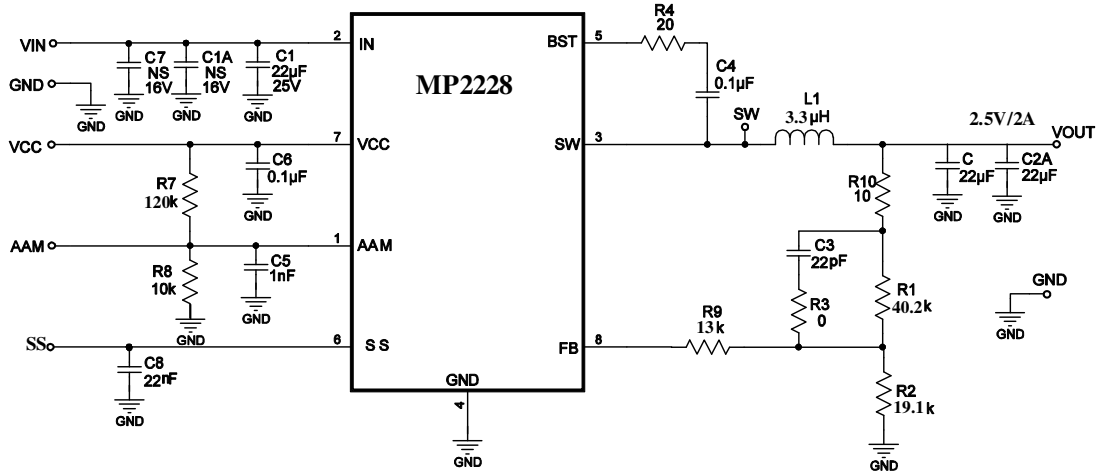 VIN
GND
GND
C7
NS
16V
GND
C1A
NS
16V
GND
C1
22µF
25V
GND
2
IN
VCC
7
VCC
C6
0.1µF
GND
R7
120k
AAM
1
AAM
C5
1nF
GND
R8
10k
GND
SS
6
SS
C8
22nF
GND
MP2228
GND
4
GND
BST
5
R4
20
C4
0.1µF
SW
3
SW
L1
3.3µH
2.5V/2A
VOUT
C
22µF
GND
C2A
22µF
GND
R10
10
C3
22pF
R3
0
R1
40.2k
GND
GND
FB
8
R9
13k
R2
19.1k
GND